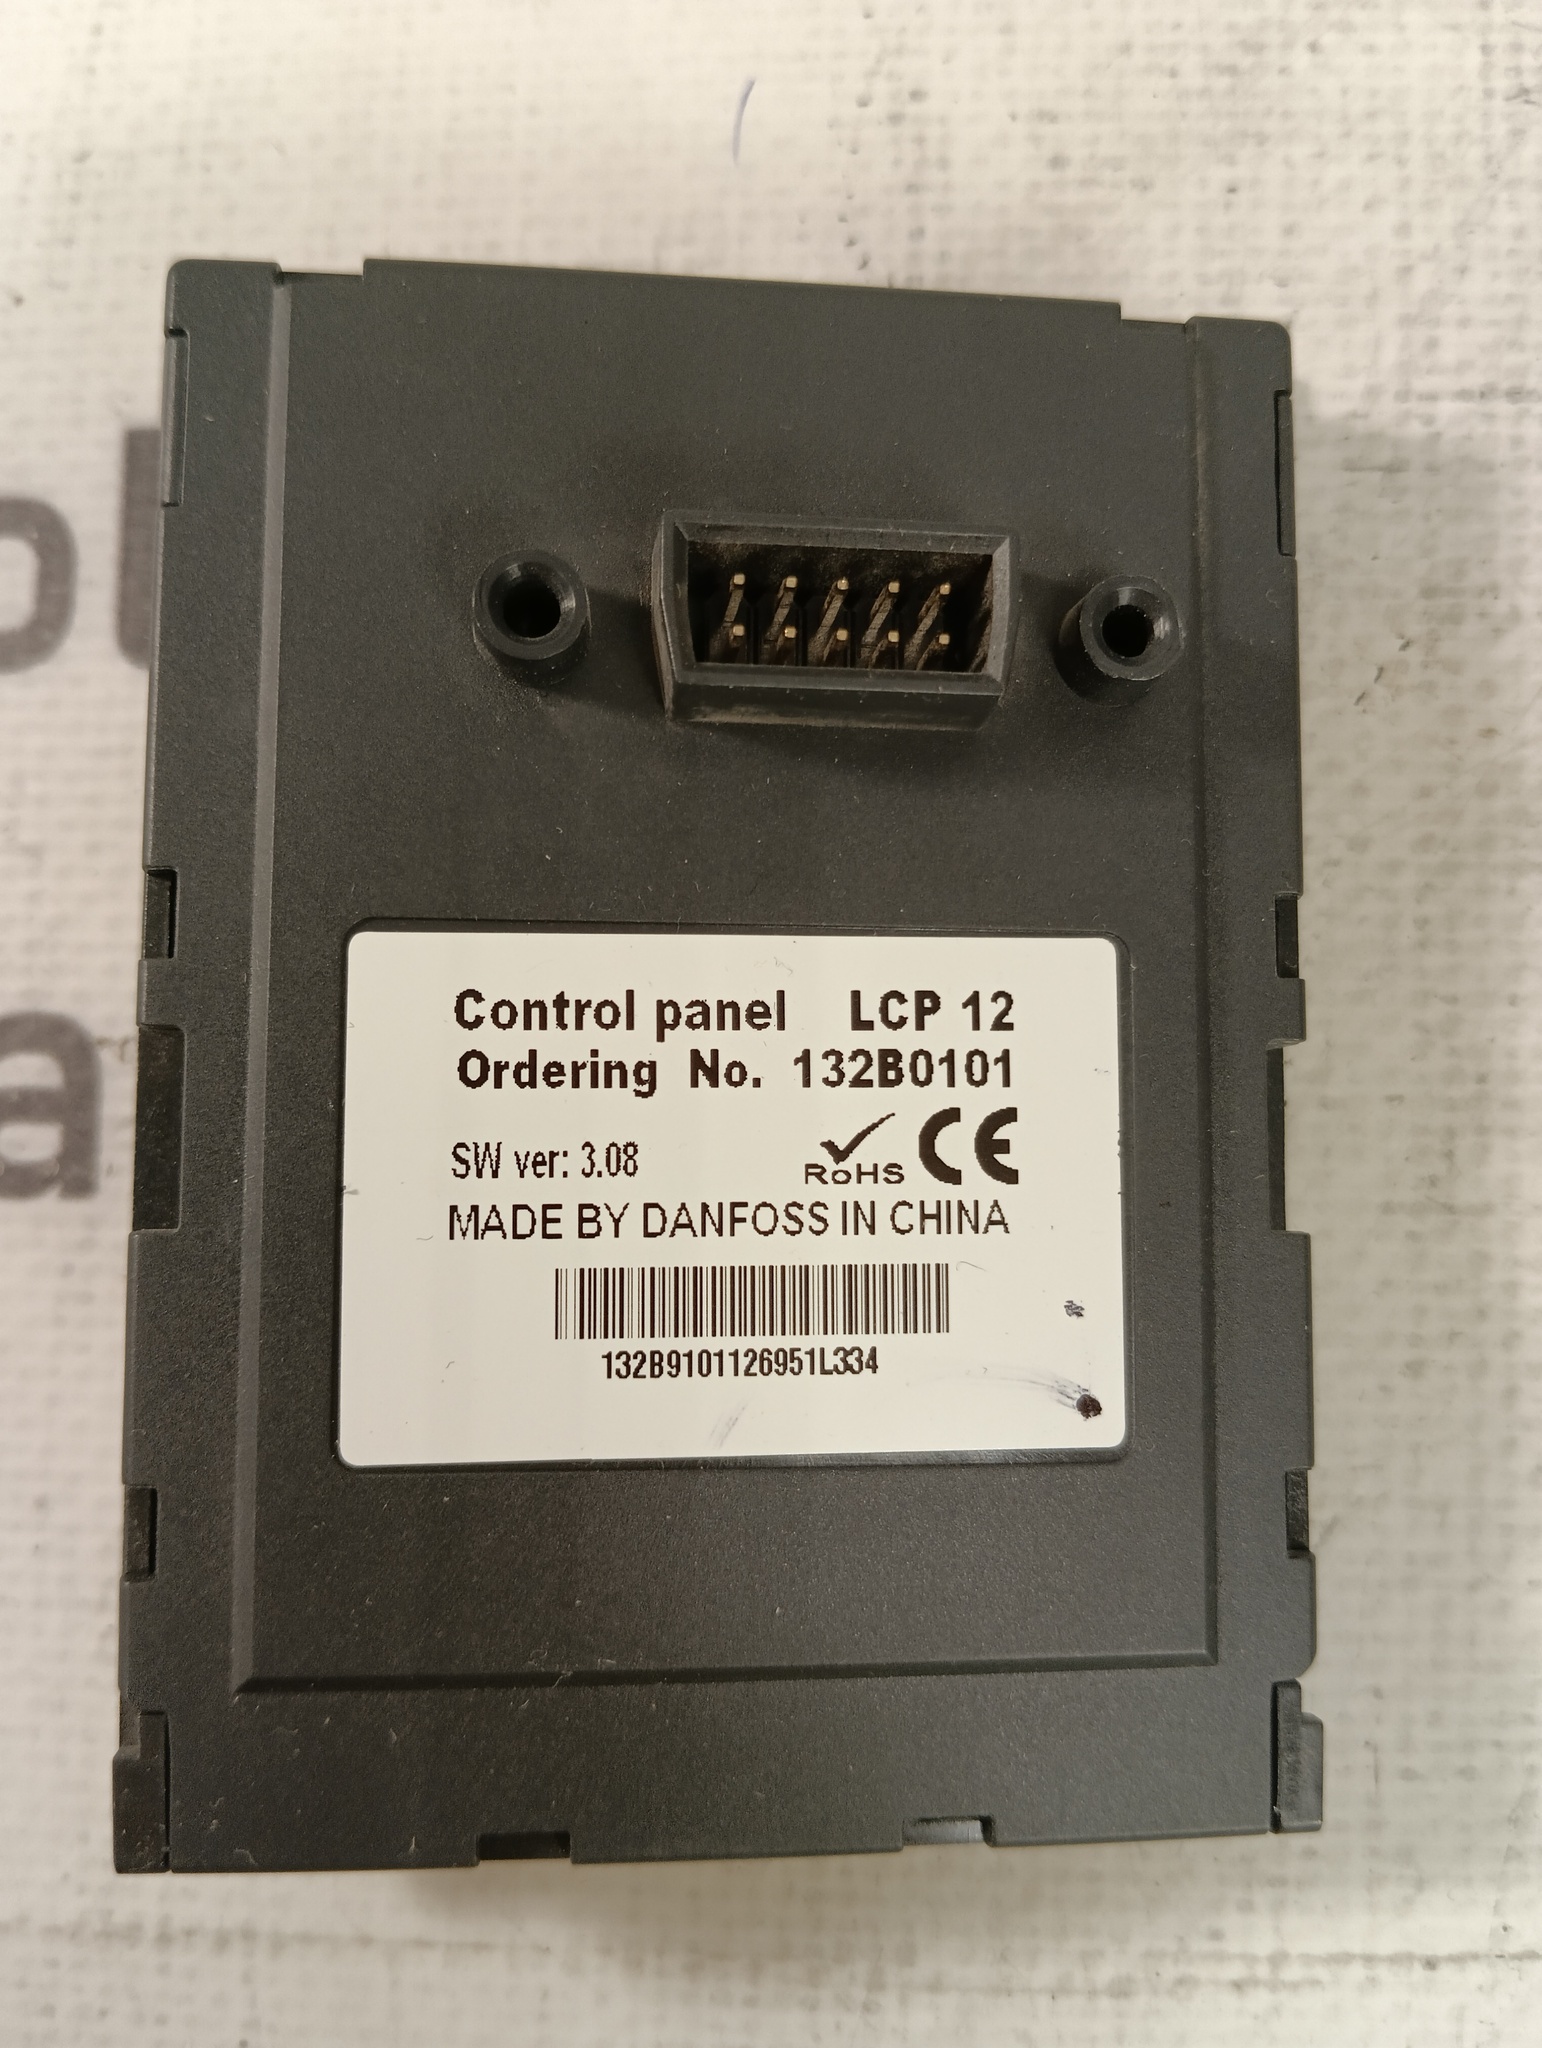 Control panel LCP 12
Ordering No. 132B0101
SW ver: 3.08
RoHS CE
MADE BY DANFOSS IN CHINA
132B9101126951L334